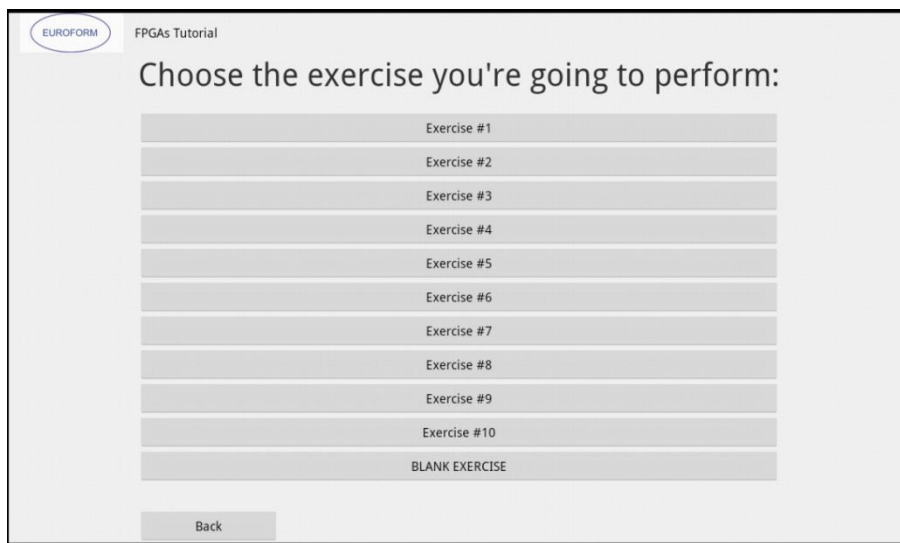 EUROFORM
FPGAs Tutorial
Choose the exercise you're going to perform:
Exercise #1
Exercise #2
Exercise #3
Exercise #4
Exercise #5
Exercise #6
Exercise #7
Exercise #8
Exercise #9
Exercise #10
BLANK EXERCISE
Back